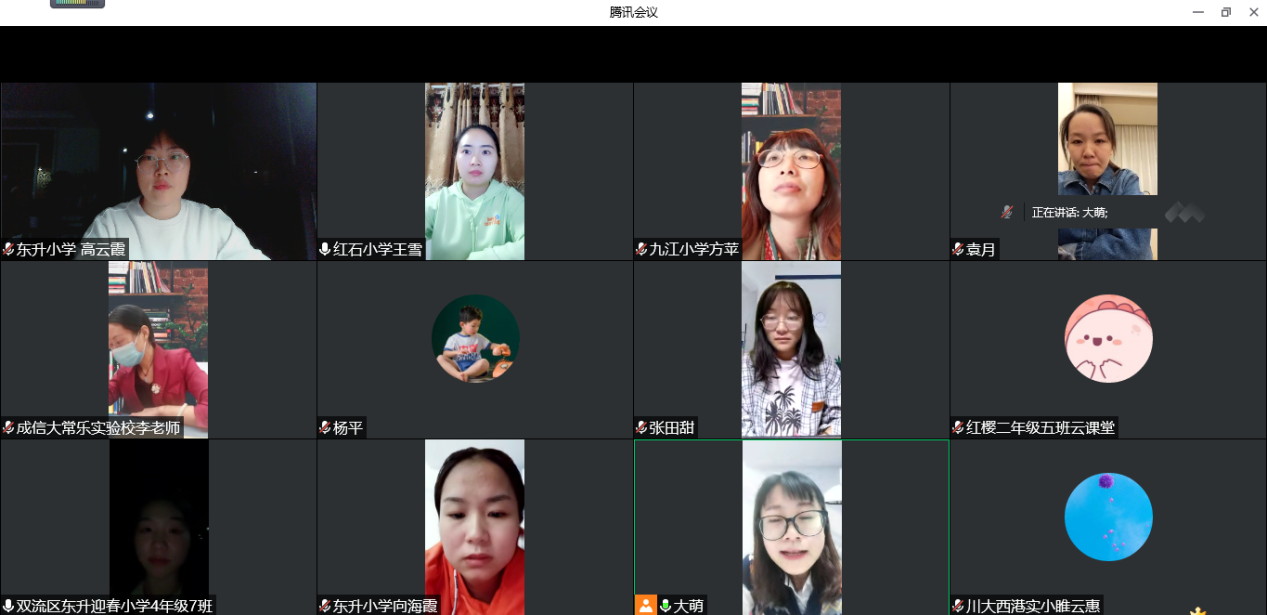 腾讯会议
东升小学 高云霞
红石小学王雪
九江小学方苹
正在讲话: 大萌;
袁月
成信大常乐实验校李老师
杨平
张田甜
红樱二年级五班云课堂
双流区东升迎春小学4年级7班
东升小学向海霞
大萌
川大西港实小睢云惠